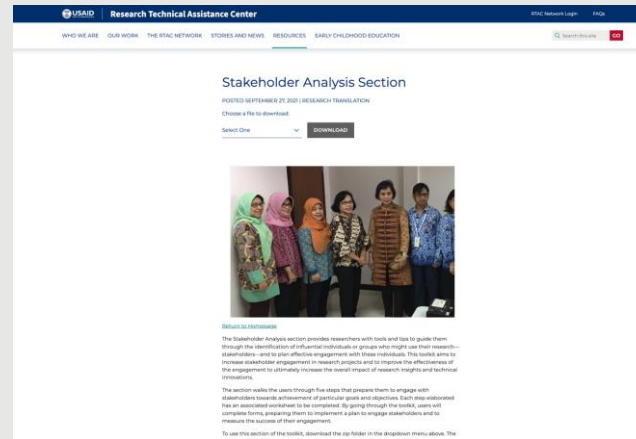 USAID Research Technical Assistance Center
RTAC Network Login FAQs
WHO WE ARE OUR WORK THE RTAC NETWORK STORIES AND NEWS RESOURCES EARLY CHILDHOOD EDUCATION
Search this site GO
Stakeholder Analysis Section
POSTED SEPTEMBER 27, 2021 | RESEARCH TRANSLATION
Choose a file to download:
Select One DOWNLOAD
Return to Homepage
The Stakeholder Analysis section provides researchers with tools and tips to guide them
through the identification of influential individuals or groups who might use their research—
stakeholders—and to plan effective engagement with these individuals. This toolkit aims to
increase stakeholder engagement in research projects and to improve the effectiveness of
the engagement to ultimately increase the overall impact of research insights and technical
innovations.
The section walks the users through five steps that prepare them to engage with
stakeholders towards achievement of particular goals and objectives. Each step elaborated
has an associated worksheet to be completed. By going through the toolkit, users will
complete forms, preparing them to implement a plan to engage stakeholders and to
measure the success of their engagement.
To use this section of the toolkit, download the zip folder in the dropdown menu above. The